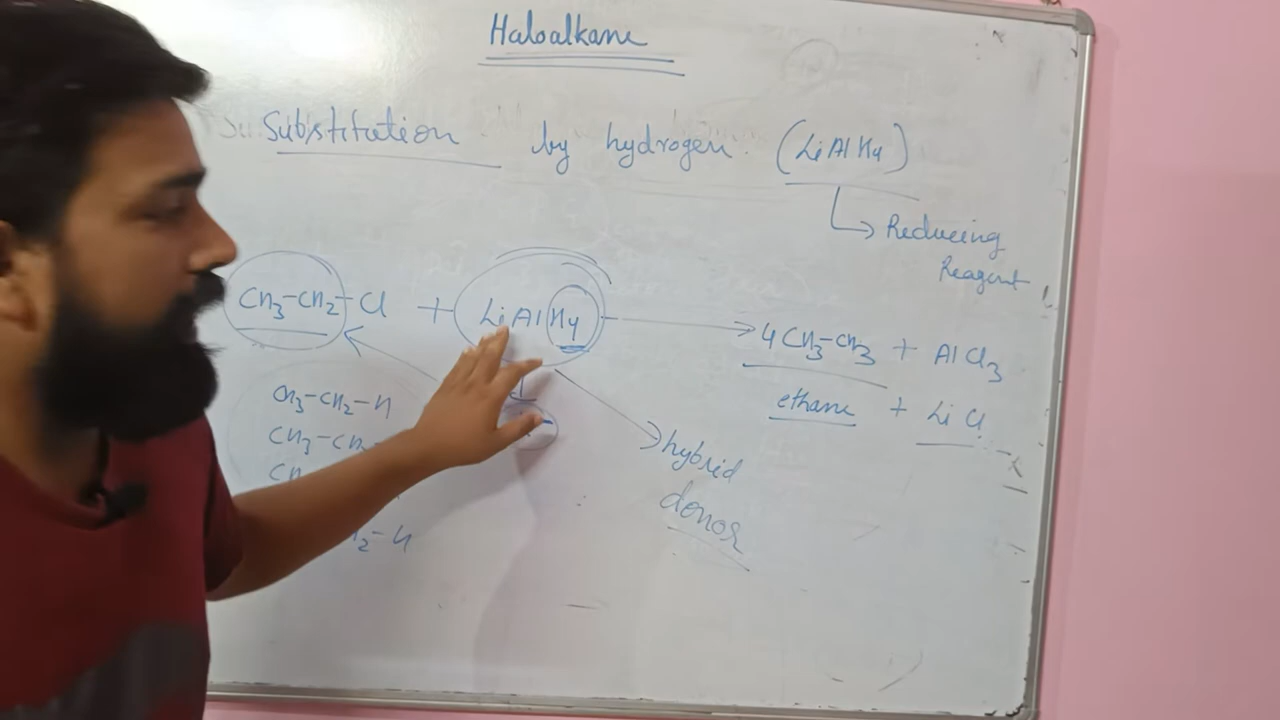 Haloalkane
Substitution by hydrogen. (LiAlH4)
Reducing
Reagent
CH3-CH2-Cl + LiAlH4 → 4CH3-CH3 + AlCl3
ethane + LiCl
CH3-CH2-H
CH3-CH2
hybrid
donor
2-H